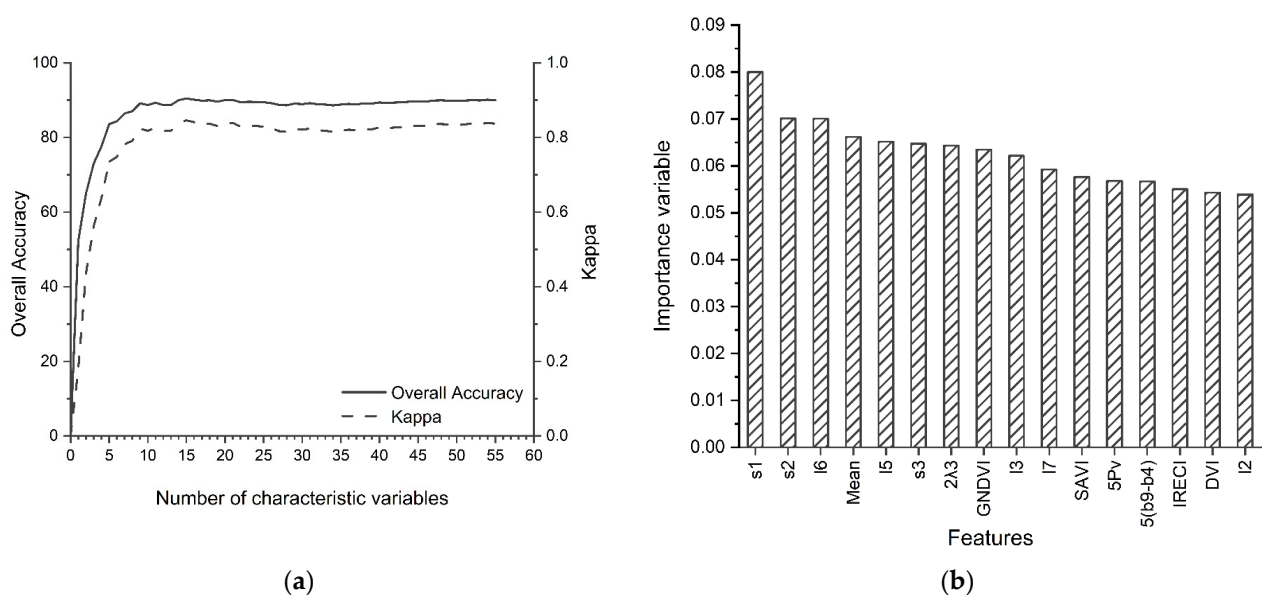 100
80
60
40
20
0
Overall Accuracy
1.0
0.8
0.6
0.4
0.2
0.0
Kappa
Overall Accuracy
Kappa
0 5 10 15 20 25 30 35 40 45 50 55 60
Number of characteristic variables
(a)
0.09
0.08
0.07
0.06
0.05
0.04
0.03
0.02
0.01
0.00
Importance variable
s1 s2 I6 Mean I5 s3 2λ3 GNDVI I3 I7 SAVI 5Pv 5(b9-b4) IRECI DVI I2
Features
(b)